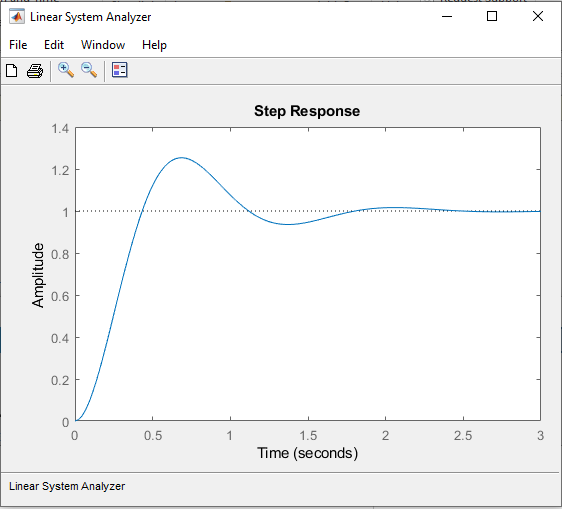 Linear System Analyzer
File Edit Window Help
Step Response
1.4
1.2
1
0.8
0.6
0.4
0.2
0
Amplitude
0 0.5 1 1.5 2 2.5 3
Time (seconds)
Linear System Analyzer